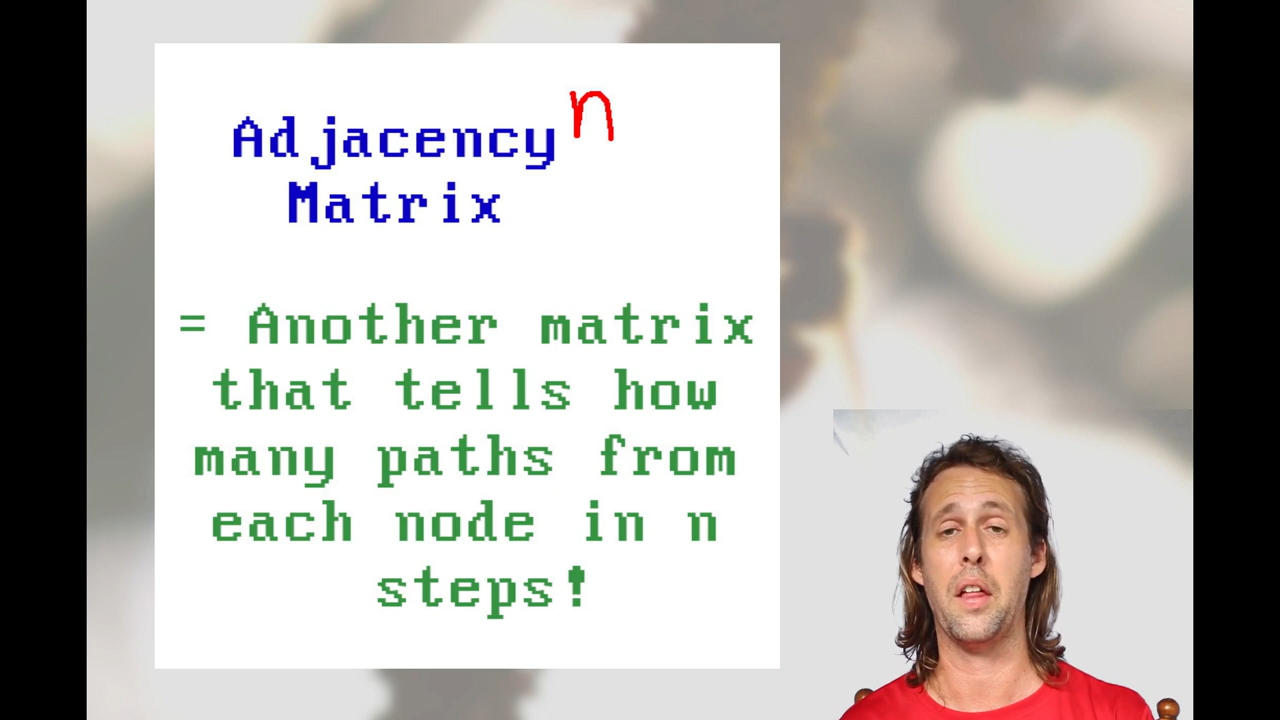 Adjacency n
Matrix
= Another matrix
that tells how
many paths from
each node in n
steps!